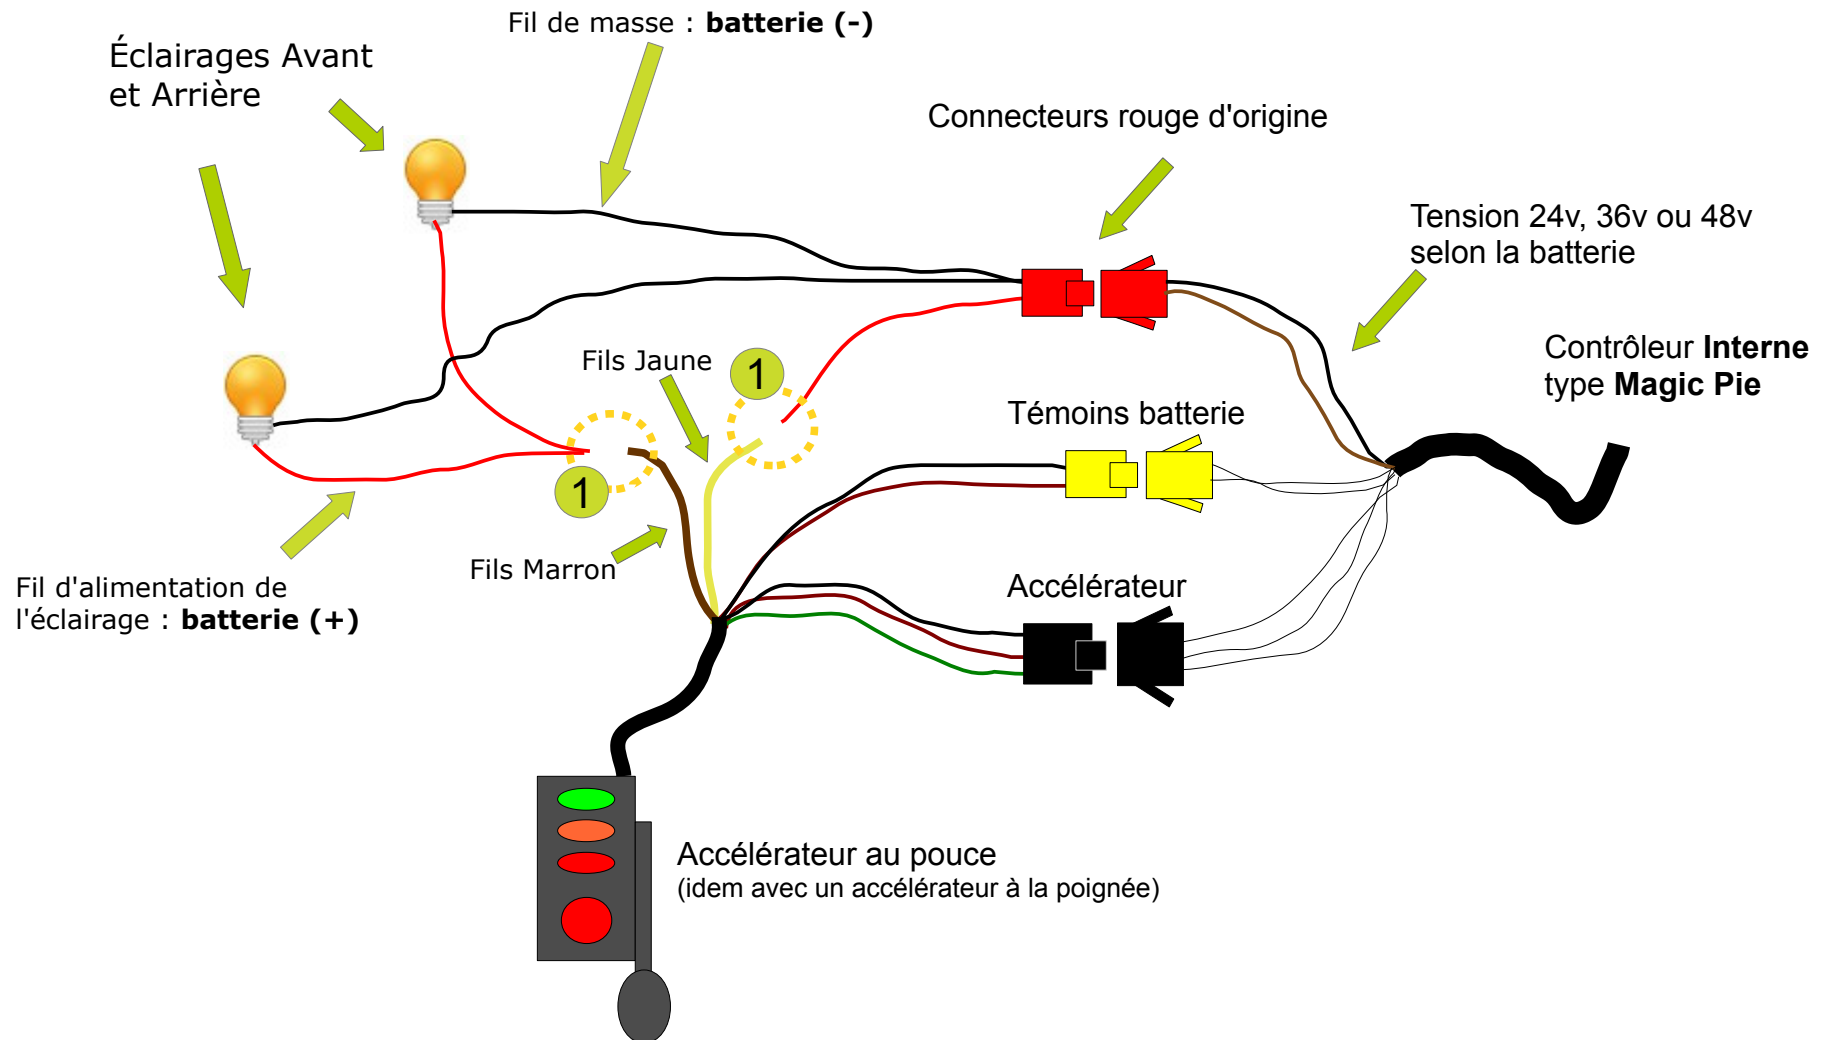 Fil de masse : batterie (-)
Éclairages Avant
et Arrière
Connecteurs rouge d'origine
Tension 24v, 36v ou 48v
selon la batterie
Contrôleur Interne
type Magic Pie
Fils Jaune
1
Témoins batterie
1
Fils Marron
Accélérateur
Fil d'alimentation de
l'éclairage : batterie (+)
Accélérateur au pouce
(idem avec un accélérateur à la poignée)